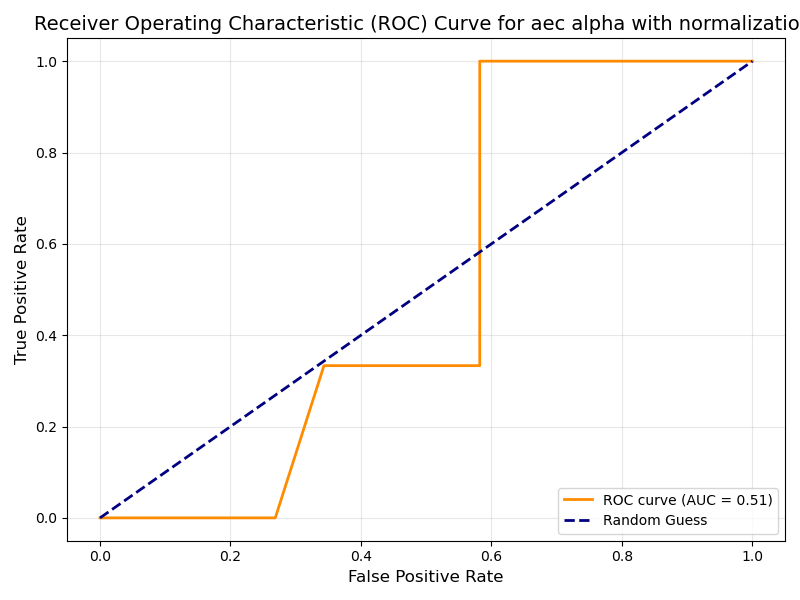 Receiver Operating Characteristic (ROC) Curve for aec alpha with normalizatio
True Positive Rate
1.0
0.8
0.6
0.4
0.2
0.0
0.0 0.2 0.4 0.6 0.8 1.0
False Positive Rate
ROC curve (AUC = 0.51)
Random Guess